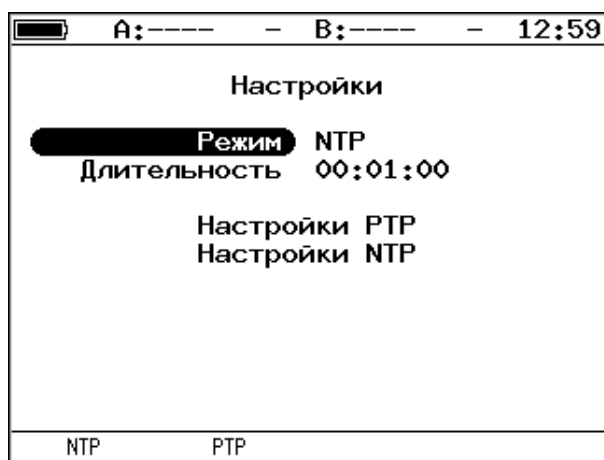 A:---- - B:---- - 12:59
Настройки
Режим NTP
Длительность 00:01:00
Настройки PTP
Настройки NTP
NTP PTP